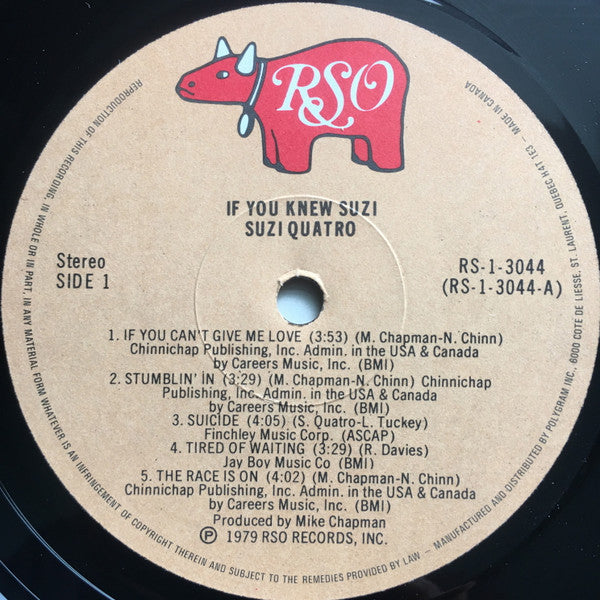 RSO
IF YOU KNEW SUZI
SUZI QUATRO
Stereo
SIDE 1
RS-1-3044
(RS-1-3044-A)
1. IF YOU CAN'T GIVE ME LOVE (3:53) (M. Chapman-N. Chinn)
Chinnichap Publishing, Inc. Admin. in the USA & Canada
by Careers Music, Inc. (BMI)
2. STUMBLIN' IN (3:29) (M. Chapman-N. Chinn) Chinnichap
Publishing, Inc. Admin. in the USA & Canada
by Careers Music, Inc. (BMI)
3. SUICIDE (4:05) (S. Quatro-L. Tuckey)
Finchley Music Corp. (ASCAP)
4. TIRED OF WAITING (3:29) (R. Davies)
Jay Boy Music Co (BMI)
5. THE RACE IS ON (4:02) (M. Chapman-N. Chinn)
Chinnichap Publishing, Inc. Admin. in the USA & Canada
by Careers Music, Inc. (BMI)
Produced by Mike Chapman
Ⓟ 1979 RSO RECORDS, INC.
REPRODUCTION OF THIS RECORDING, IN WHOLE OR IN PART, IN ANY MATERIAL FORM WHATEVER IS AN INFRINGEMENT OF COPYRIGHT THEREIN AND SUBJECT TO THE REMEDIES PROVIDED BY LAW — MANUFACTURED AND DISTRIBUTED BY POLYGRAM INC., 6000 COTE DE LIESSE, ST. LAURENT, QUEBEC H4T 1E3 — MADE IN CANADA